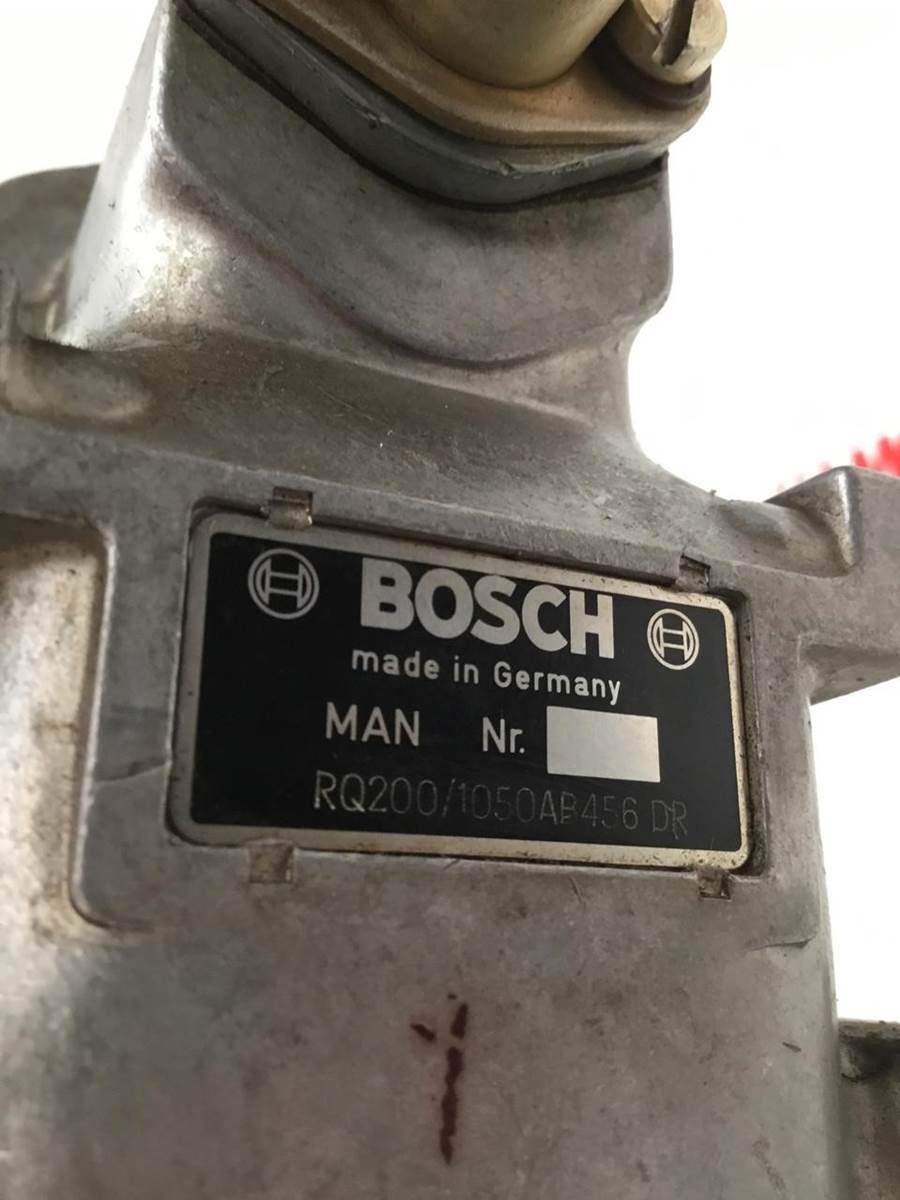 BOSCH
made in Germany
MAN Nr.
RQ200/1050AB456 DR